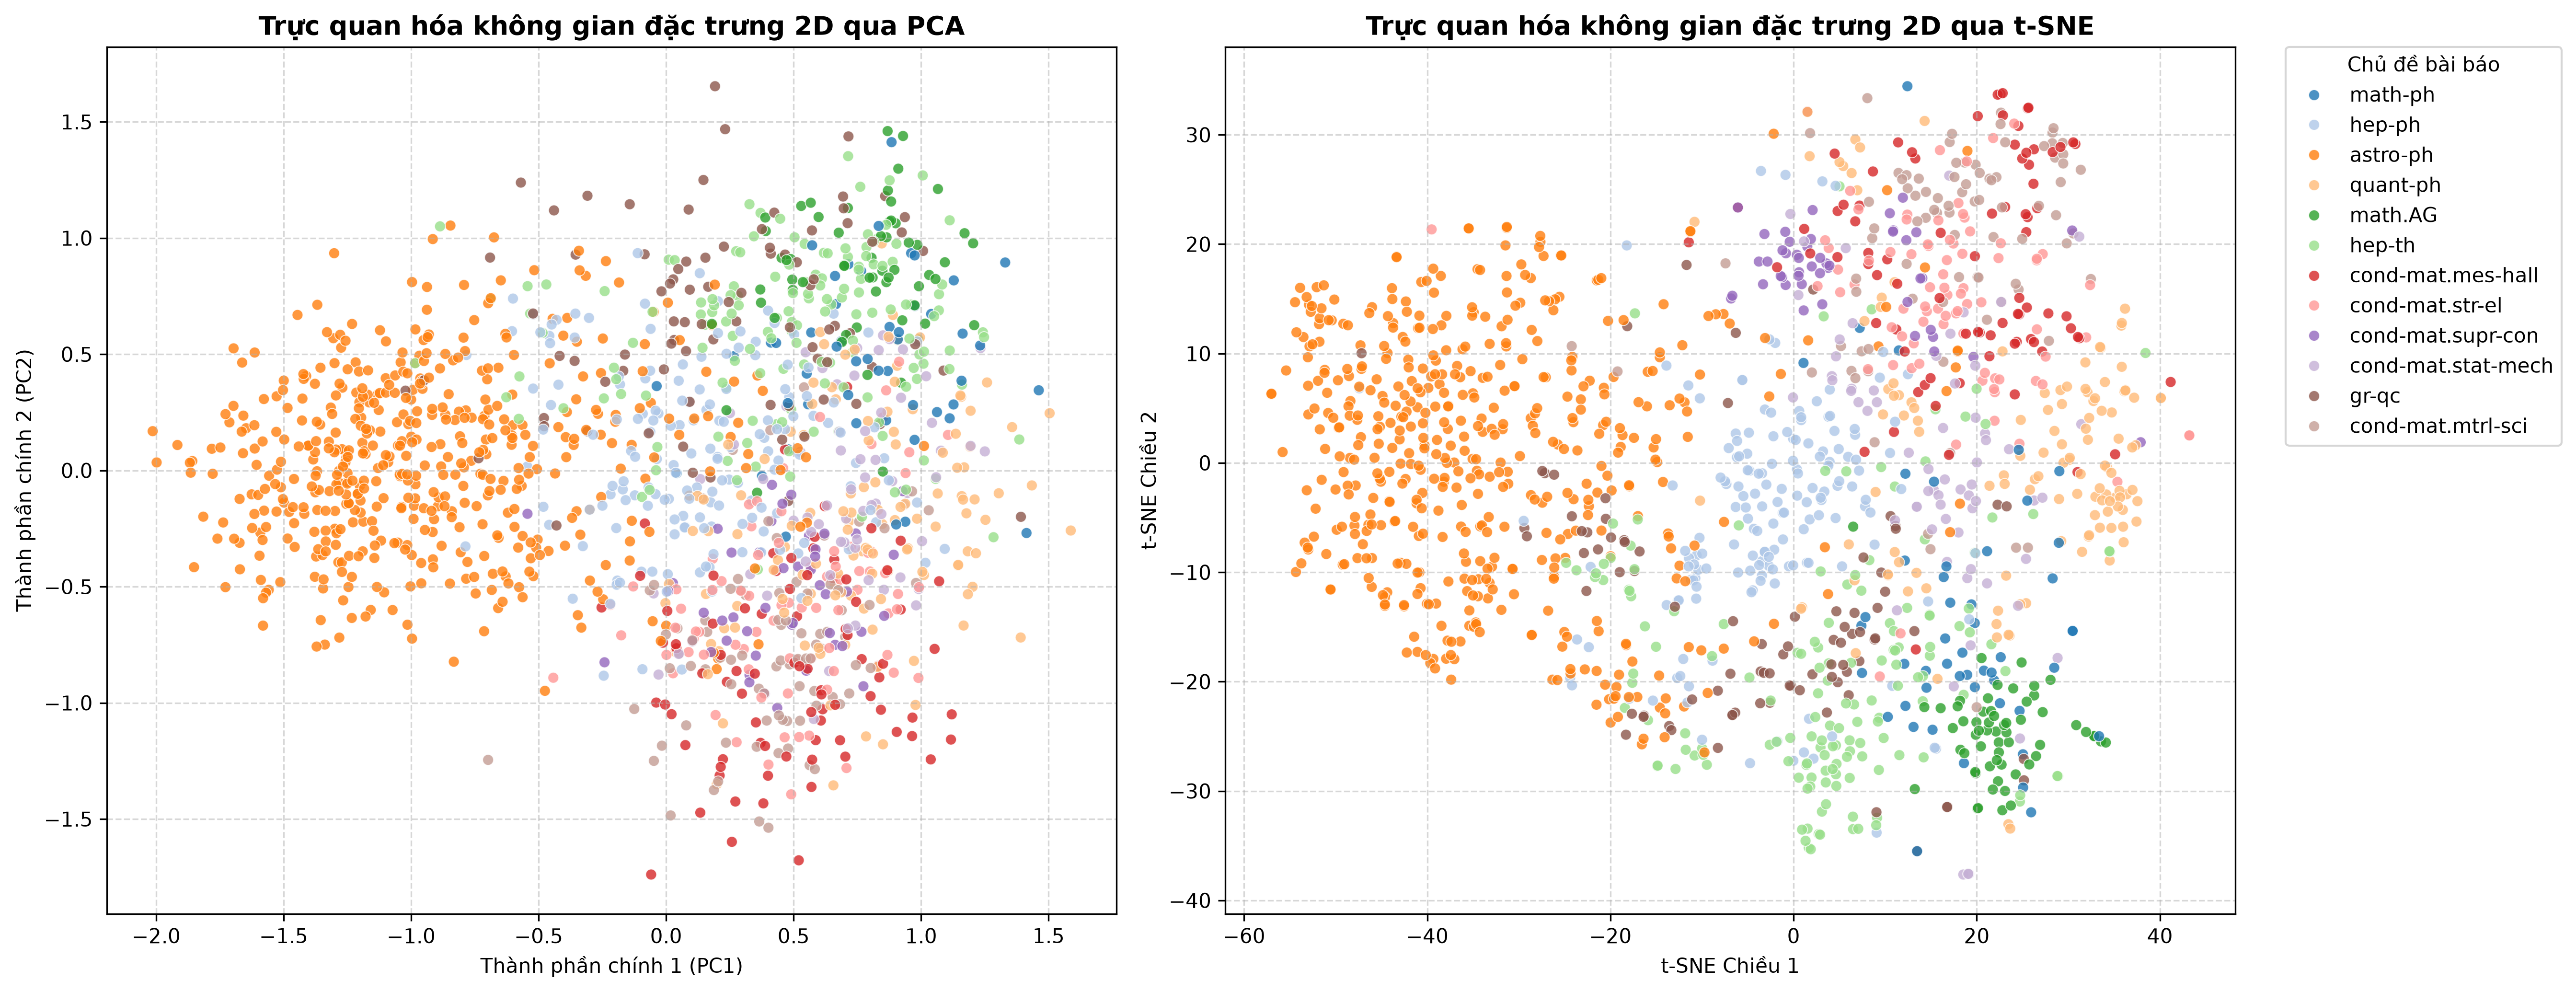 Trực quan hóa không gian đặc trưng 2D qua PCA
1.5
1.0
0.5
0.0
−0.5
−1.0
−1.5
Thành phần chính 2 (PC2)
−2.0 −1.5 −1.0 −0.5 0.0 0.5 1.0 1.5
Thành phần chính 1 (PC1)
Trực quan hóa không gian đặc trưng 2D qua t-SNE
30
20
10
0
−10
−20
−30
−40
t-SNE Chiều 2
−60 −40 −20 0 20 40
t-SNE Chiều 1
Chủ đề bài báo
math-ph
hep-ph
astro-ph
quant-ph
math.AG
hep-th
cond-mat.mes-hall
cond-mat.str-el
cond-mat.supr-con
cond-mat.stat-mech
gr-qc
cond-mat.mtrl-sci